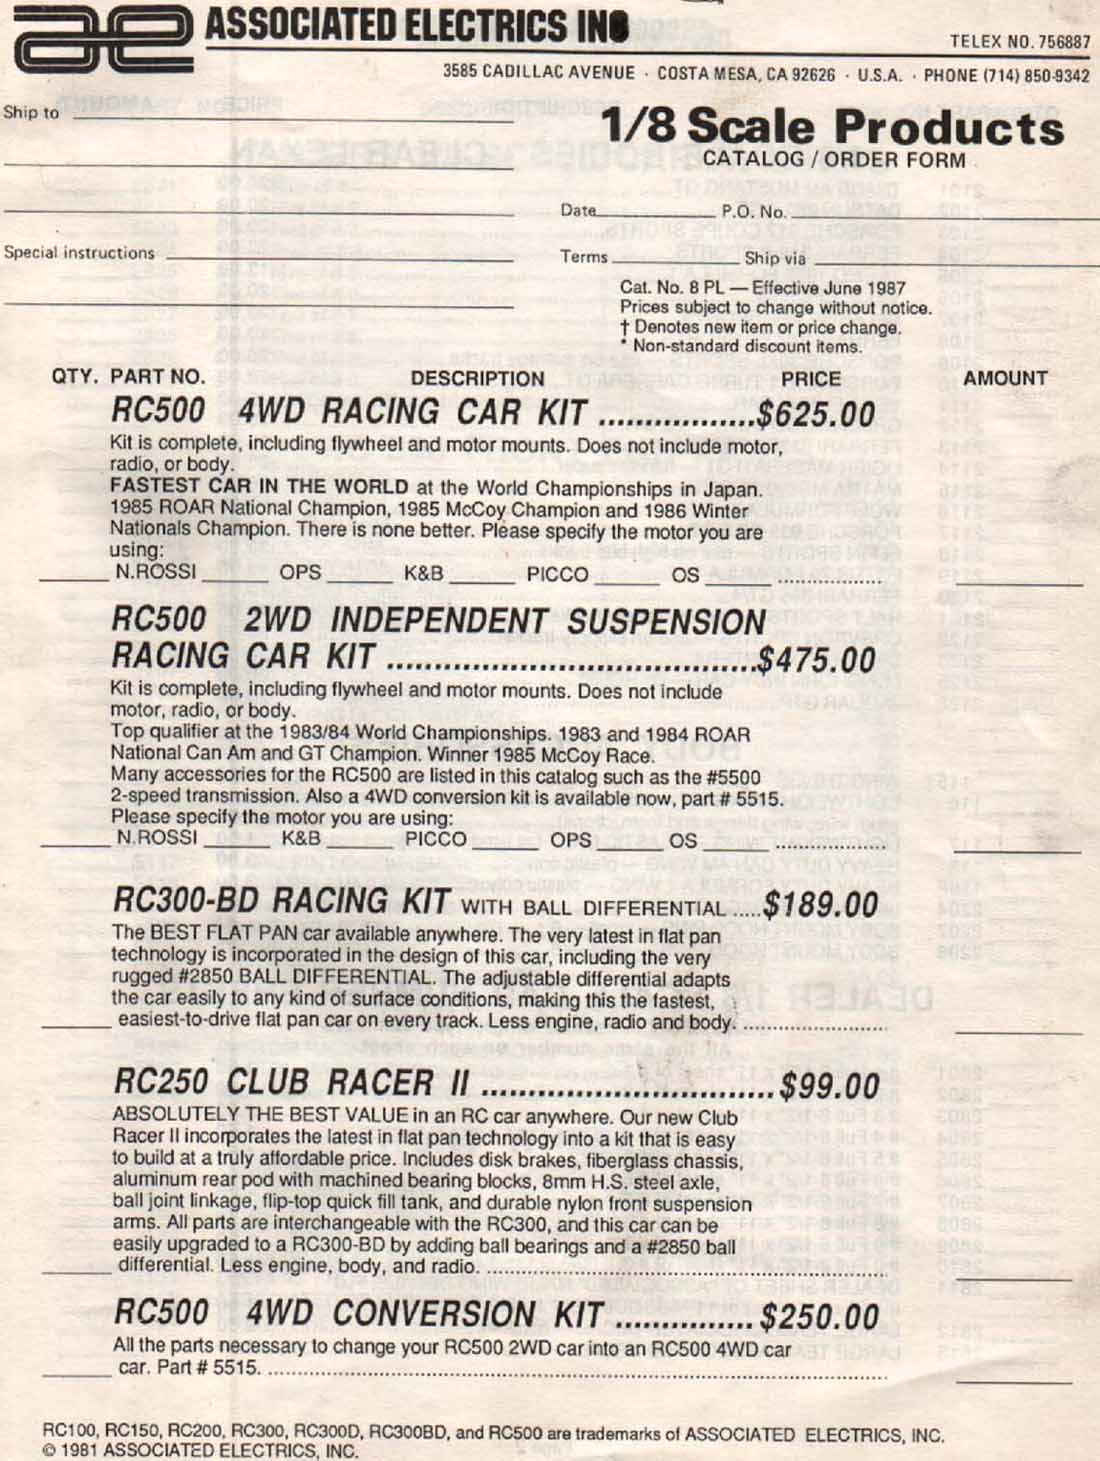 ae ASSOCIATED ELECTRICS INC
TELEX NO. 756887
3585 CADILLAC AVENUE · COSTA MESA, CA 92626 · U.S.A. · PHONE (714) 850-9342
Ship to
1/8 Scale Products
CATALOG / ORDER FORM
Date P.O. No.
Special instructions
Terms Ship via
Cat. No. 8 PL — Effective June 1987
Prices subject to change without notice.
† Denotes new item or price change.
* Non-standard discount items.
QTY. PART NO. DESCRIPTION PRICE AMOUNT
RC500 4WD RACING CAR KIT ..................$625.00
Kit is complete, including flywheel and motor mounts. Does not include motor,
radio, or body.
FASTEST CAR IN THE WORLD at the World Championships in Japan.
1985 ROAR National Champion, 1985 McCoy Champion and 1986 Winter
Nationals Champion. There is none better. Please specify the motor you are
using:
N.ROSSI OPS K&B PICCO OS
RC500 2WD INDEPENDENT SUSPENSION
RACING CAR KIT ......................................$475.00
Kit is complete, including flywheel and motor mounts. Does not include
motor, radio, or body.
Top qualifier at the 1983/84 World Championships. 1983 and 1984 ROAR
National Can Am and GT Champion. Winner 1985 McCoy Race.
Many accessories for the RC500 are listed in this catalog such as the #5500
2-speed transmission. Also a 4WD conversion kit is available now, part # 5515.
Please specify the motor you are using:
N.ROSSI K&B PICCO OPS OS
RC300-BD RACING KIT WITH BALL DIFFERENTIAL .....$189.00
The BEST FLAT PAN car available anywhere. The very latest in flat pan
technology is incorporated in the design of this car, including the very
rugged #2850 BALL DIFFERENTIAL. The adjustable differential adapts
the car easily to any kind of surface conditions, making this the fastest,
easiest-to-drive flat pan car on every track. Less engine, radio and body.
RC250 CLUB RACER II ..............................$99.00
ABSOLUTELY THE BEST VALUE in an RC car anywhere. Our new Club
Racer II incorporates the latest in flat pan technology into a kit that is easy
to build at a truly affordable price. Includes disk brakes, fiberglass chassis,
aluminum rear pod with machined bearing blocks, 8mm H.S. steel axle,
ball joint linkage, flip-top quick fill tank, and durable nylon front suspension
arms. All parts are interchangeable with the RC300, and this car can be
easily upgraded to a RC300-BD by adding ball bearings and a #2850 ball
differential. Less engine, body, and radio.
RC500 4WD CONVERSION KIT ...............$250.00
All the parts necessary to change your RC500 2WD car into an RC500 4WD car
car. Part # 5515.
RC100, RC150, RC200, RC300, RC300D, RC300BD, and RC500 are trademarks of ASSOCIATED ELECTRICS, INC.
© 1981 ASSOCIATED ELECTRICS, INC.